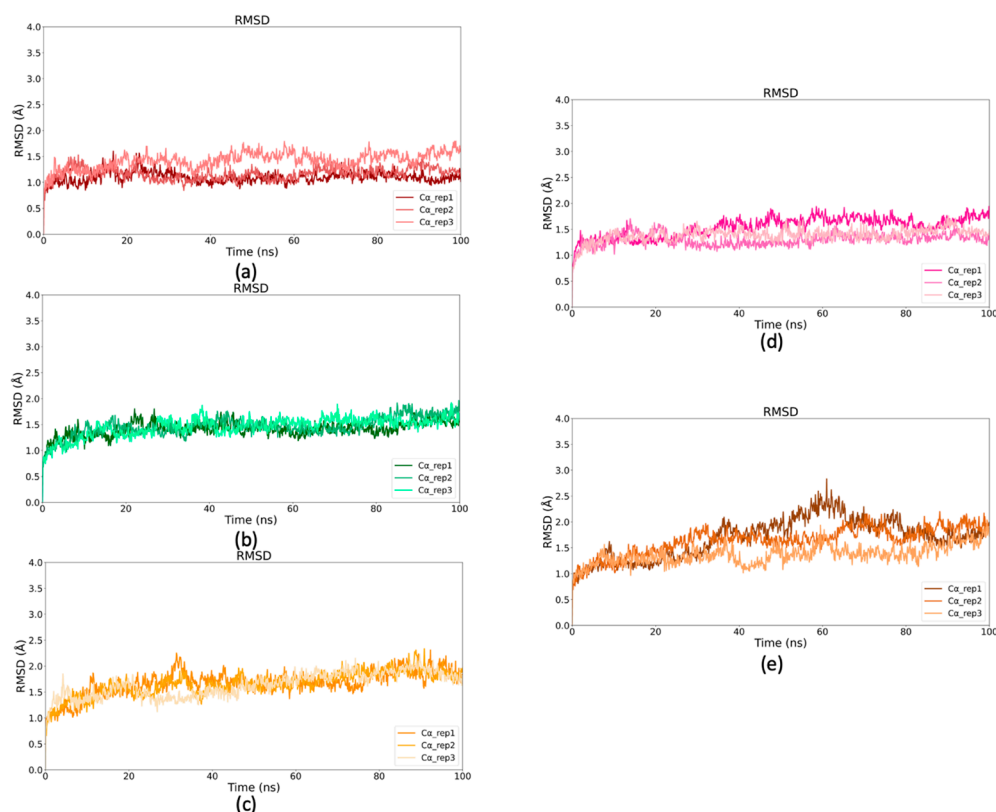 RMSD
4.0
3.5
3.0
2.5
2.0
1.5
1.0
0.5
0.0
RMSD (Å)
Cα_rep1
Cα_rep2
Cα_rep3
0 20 40 60 80 100
Time (ns)
(a)
RMSD
4.0
3.5
3.0
2.5
2.0
1.5
1.0
0.5
0.0
RMSD (Å)
Cα_rep1
Cα_rep2
Cα_rep3
0 20 40 60 80 100
Time (ns)
(b)
RMSD
4.0
3.5
3.0
2.5
2.0
1.5
1.0
0.5
0.0
RMSD (Å)
Cα_rep1
Cα_rep2
Cα_rep3
0 20 40 60 80 100
Time (ns)
(c)
RMSD
4.0
3.5
3.0
2.5
2.0
1.5
1.0
0.5
0.0
RMSD (Å)
Cα_rep1
Cα_rep2
Cα_rep3
0 20 40 60 80 100
Time (ns)
(d)
RMSD
4.0
3.5
3.0
2.5
2.0
1.5
1.0
0.5
0.0
RMSD (Å)
Cα_rep1
Cα_rep2
Cα_rep3
0 20 40 60 80 100
Time (ns)
(e)